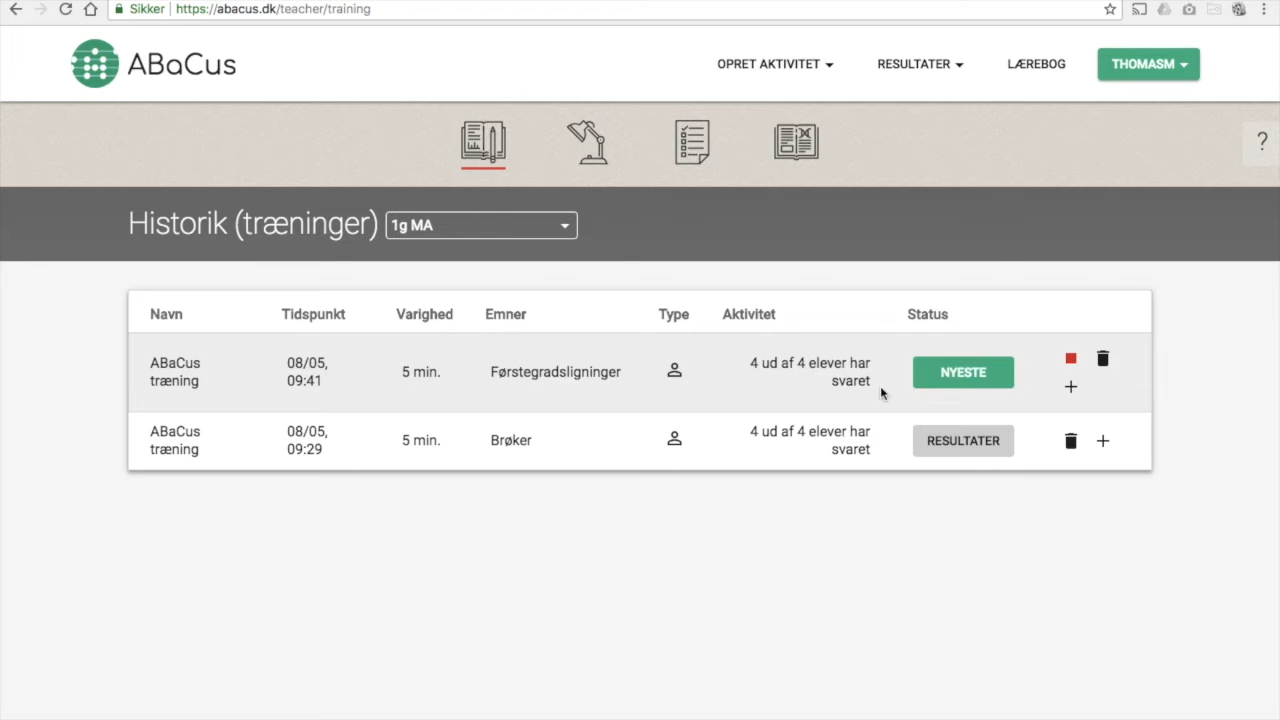 Sikker | https://abacus.dk/teacher/training
ABaCus
OPRET AKTIVITET
RESULTATER
LÆREBOG
THOMASM
?
Historik (træninger)
1g MA
Navn Tidspunkt Varighed Emner Type Aktivitet Status
ABaCus træning
08/05, 09:41
5 min.
Førstegradsligninger
4 ud af 4 elever har
svaret
NYESTE
ABaCus træning
08/05, 09:29
5 min.
Brøker
4 ud af 4 elever har
svaret
RESULTATER